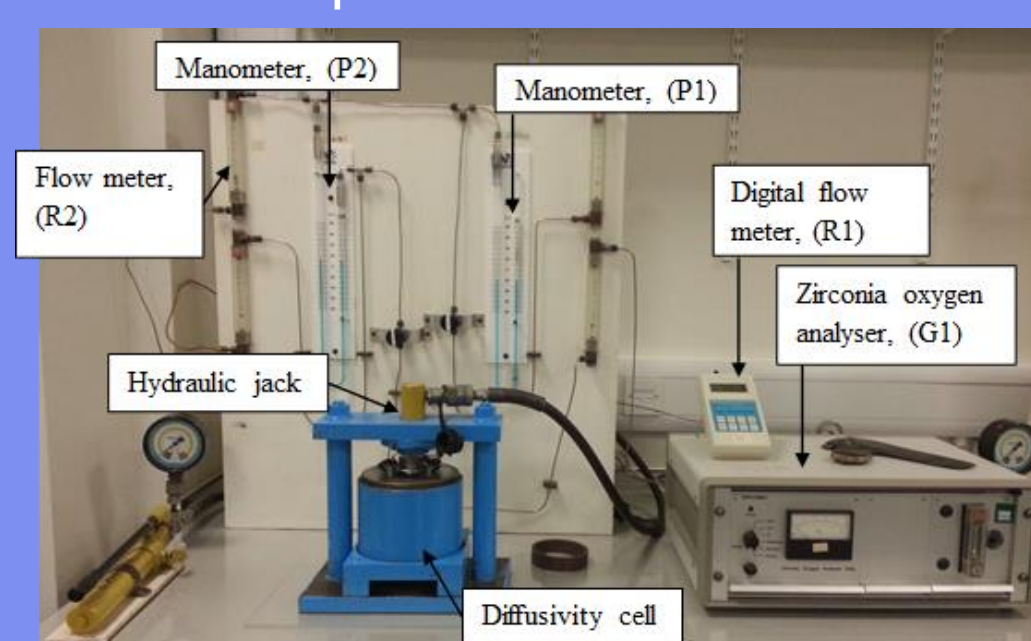 Manometer, (P2)
Manometer, (P1)
Flow meter,
(R2)
Digital flow
meter, (R1)
Zirconia oxygen
analyser, (G1)
Hydraulic jack
Diffusivity cell